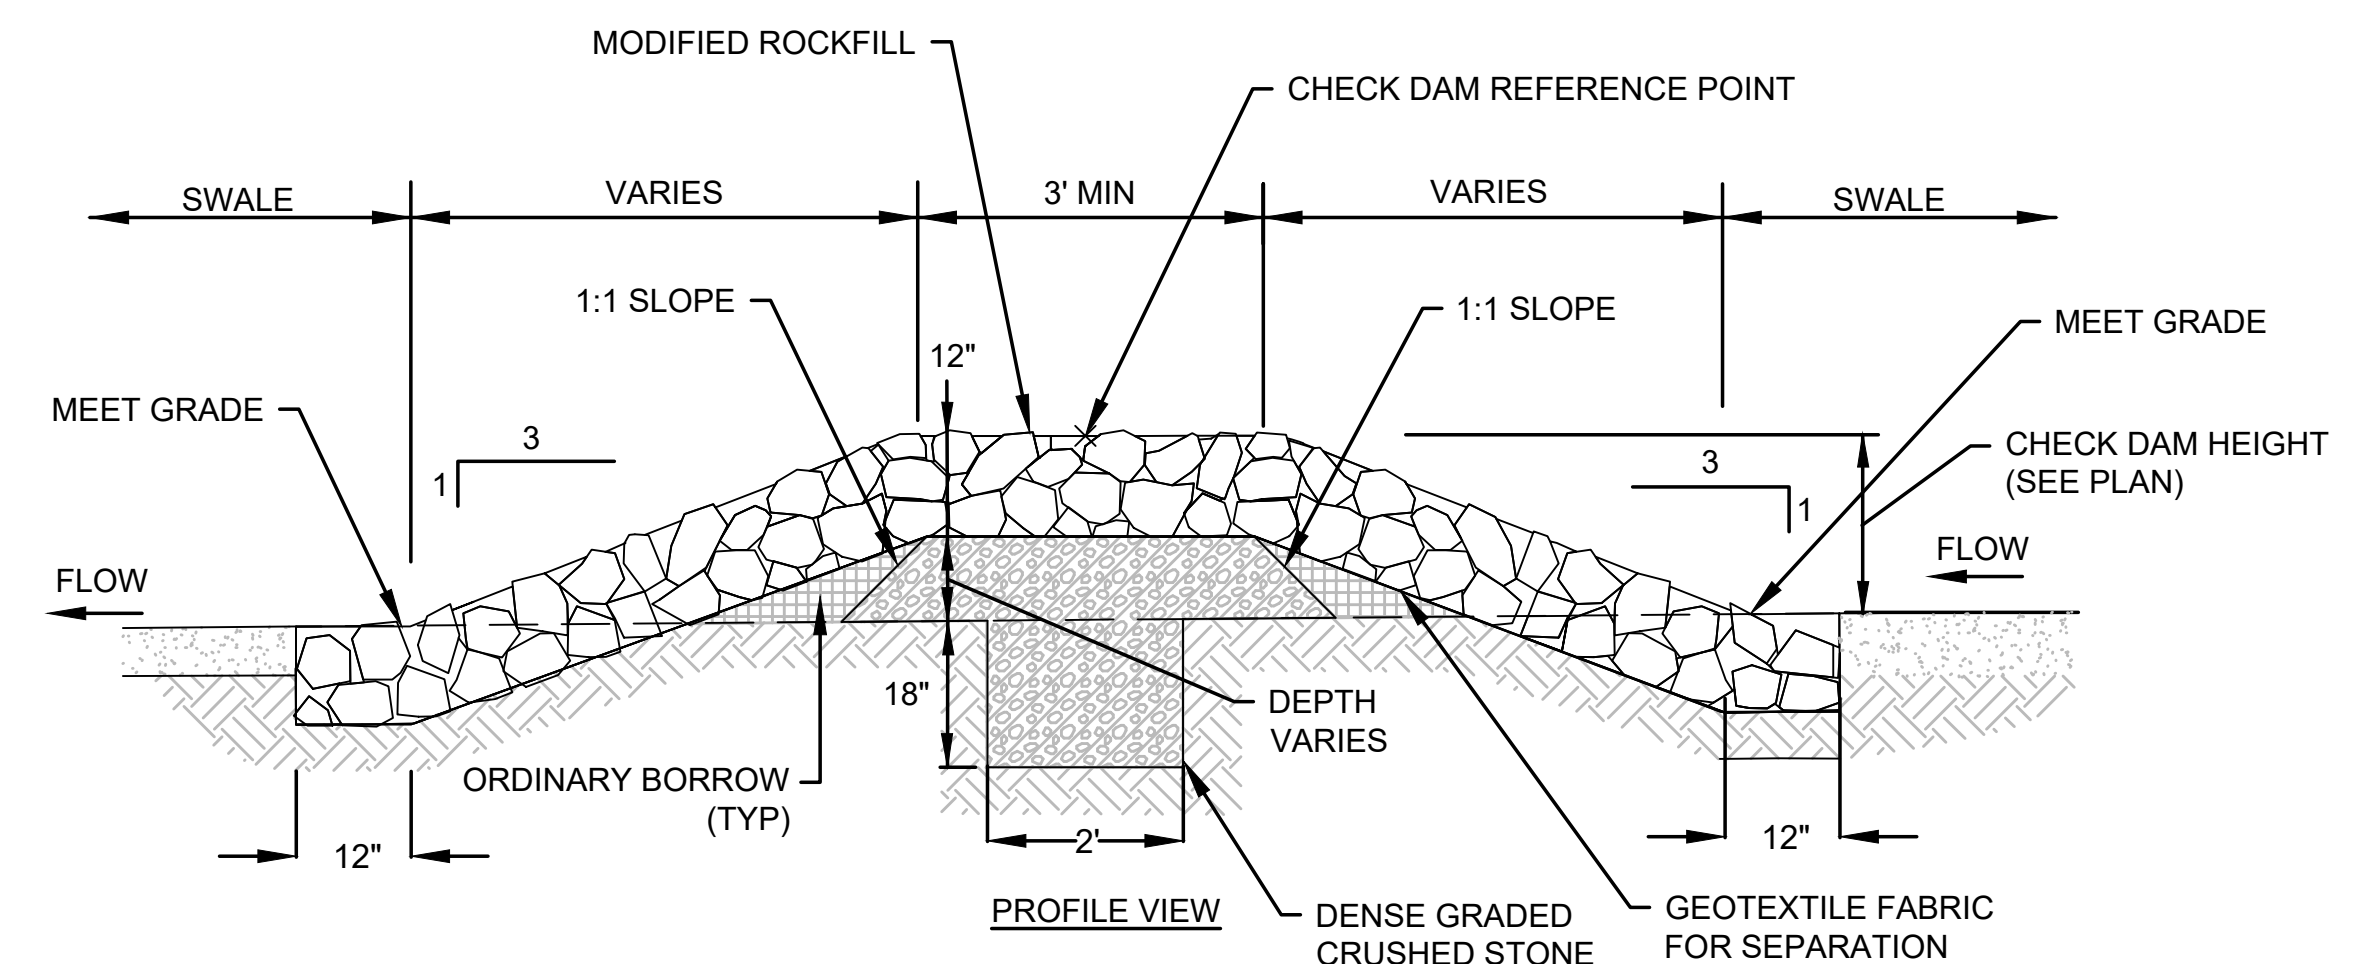 MODIFIED ROCKFILL
CHECK DAM REFERENCE POINT
SWALE
VARIES
3' MIN
VARIES
SWALE
1:1 SLOPE
1:1 SLOPE
MEET GRADE
12"
MEET GRADE
3
1
3
1
CHECK DAM HEIGHT
(SEE PLAN)
FLOW
FLOW
18"
DEPTH
VARIES
ORDINARY BORROW
(TYP)
12"
2'
12"
PROFILE VIEW
DENSE GRADED
CRUSHED STONE
GEOTEXTILE FABRIC
FOR SEPARATION